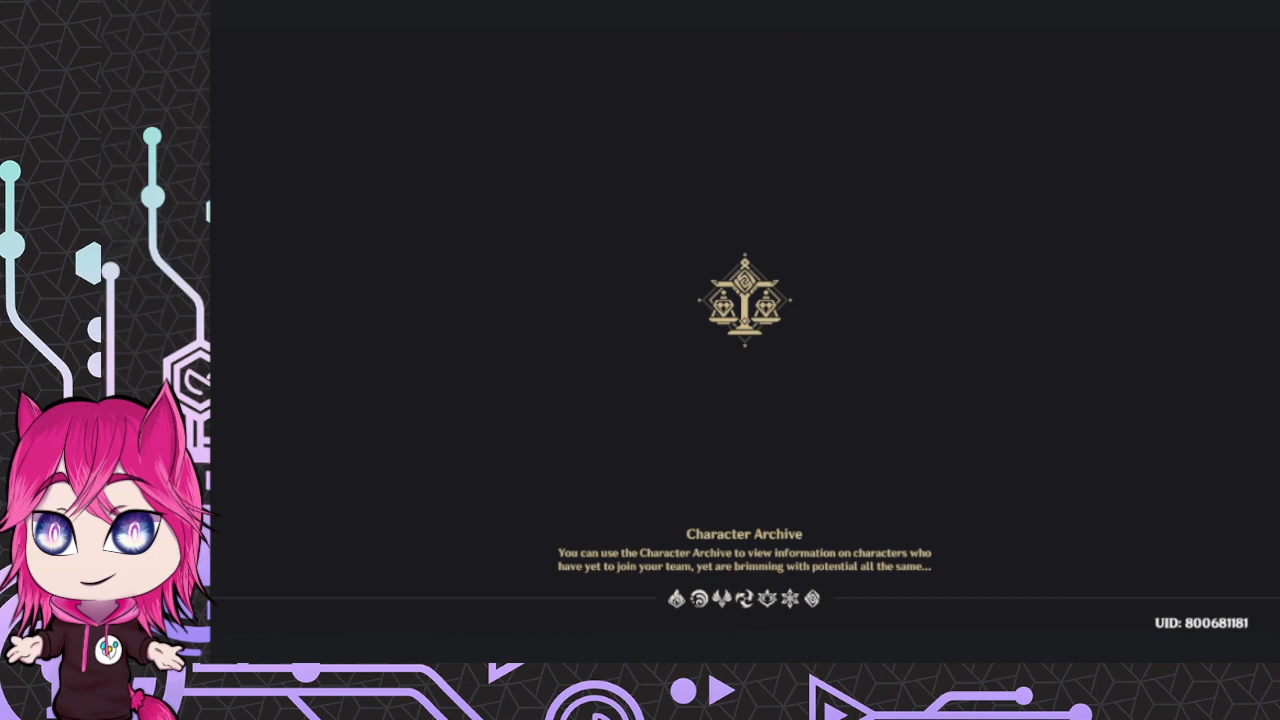 Character Archive
You can use the Character Archive to view information on characters who
have yet to join your team, yet are brimming with potential all the same...
UID: 800681181